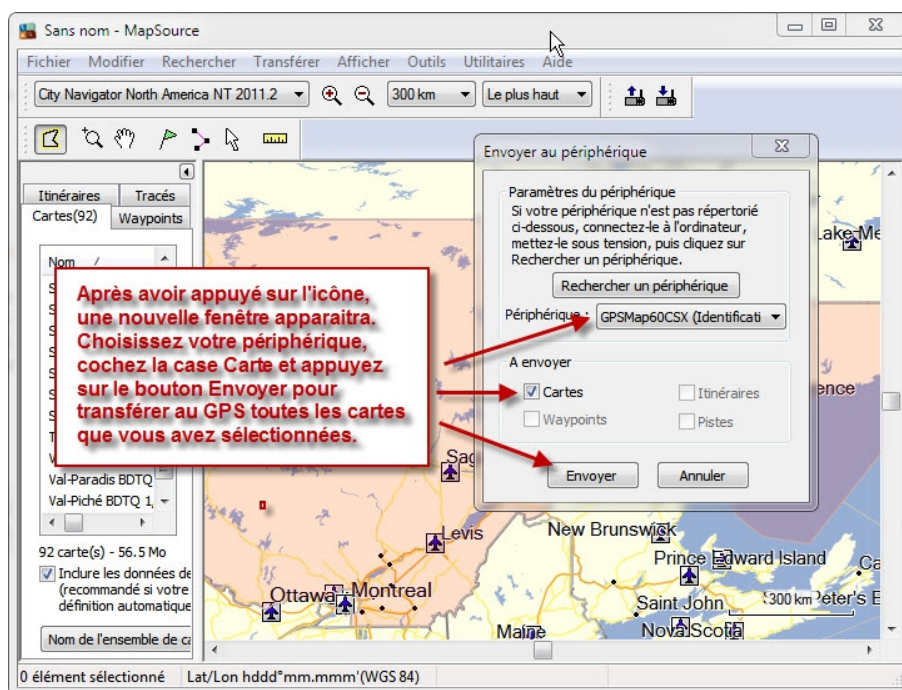 Sans nom - MapSource
Fichier Modifier Rechercher Transférer Afficher Outils Utilitaires Aide
City Navigator North America NT 2011.2
300 km
Le plus haut
Itinéraires Tracés
Cartes(92) Waypoints
Nom
Val-Paradis BDTQ
Val-Piché BDTQ 1,
92 carte(s) - 56.5 Mo
Inclure les données de
(recommandé si votre
définition automatique
Nom de l'ensemble de ca
0 élément sélectionné Lat/Lon hddd°mm.mmm'(WGS 84)
Après avoir appuyé sur l'icône,
une nouvelle fenêtre apparaitra.
Choisissez votre périphérique,
cochez la case Carte et appuyez
sur le bouton Envoyer pour
transférer au GPS toutes les cartes
que vous avez sélectionnées.
Envoyer au périphérique
Paramètres du périphérique
Si votre périphérique n'est pas répertorié
ci-dessous, connectez-le à l'ordinateur,
mettez-le sous tension, puis cliquez sur
Rechercher un périphérique.
Rechercher un périphérique
Périphérique : GPSMap60CSX (Identificati
A envoyer
Cartes Itinéraires
Waypoints Pistes
Envoyer Annuler
Lake Me
ence
Sag
Levis
Ottawa Montreal
New Brunswick
Prince Edward Island
Ca
Saint John
300 km
Peter's E
Maine
Nova Scotia